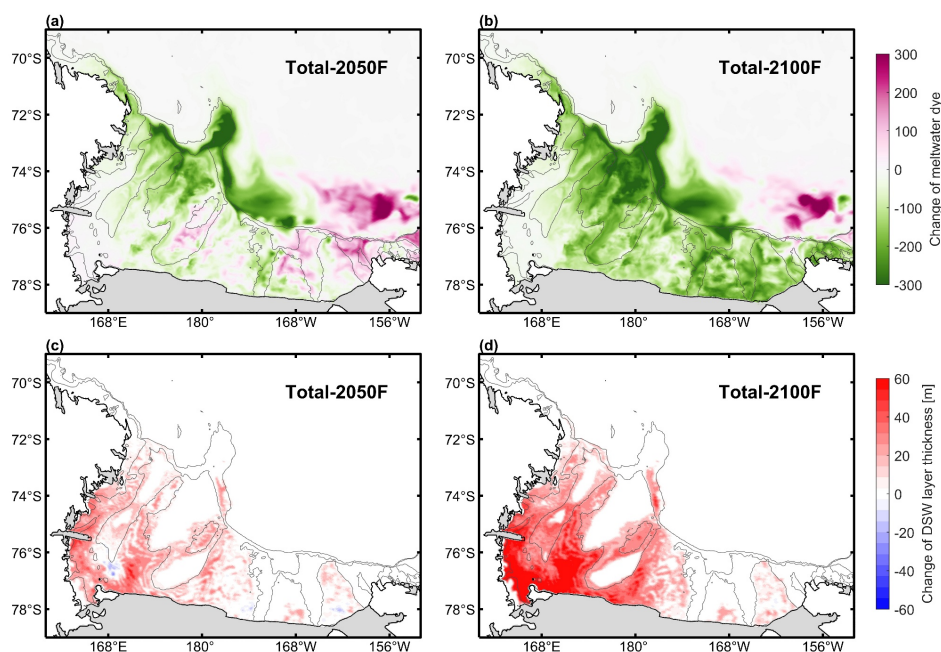 (a)
(b)
Total-2050F
Total-2100F
70°S
72°S
74°S
76°S
78°S
168°E
180°
168°W
156°W
70°S
72°S
74°S
76°S
78°S
168°E
180°
168°W
156°W
300
200
100
0
-100
-200
-300
Change of meltwater dye
(c)
(d)
Total-2050F
Total-2100F
70°S
72°S
74°S
76°S
78°S
168°E
180°
168°W
156°W
70°S
72°S
74°S
76°S
78°S
168°E
180°
168°W
156°W
60
40
20
0
-20
-40
-60
Change of DSW layer thickness [m]